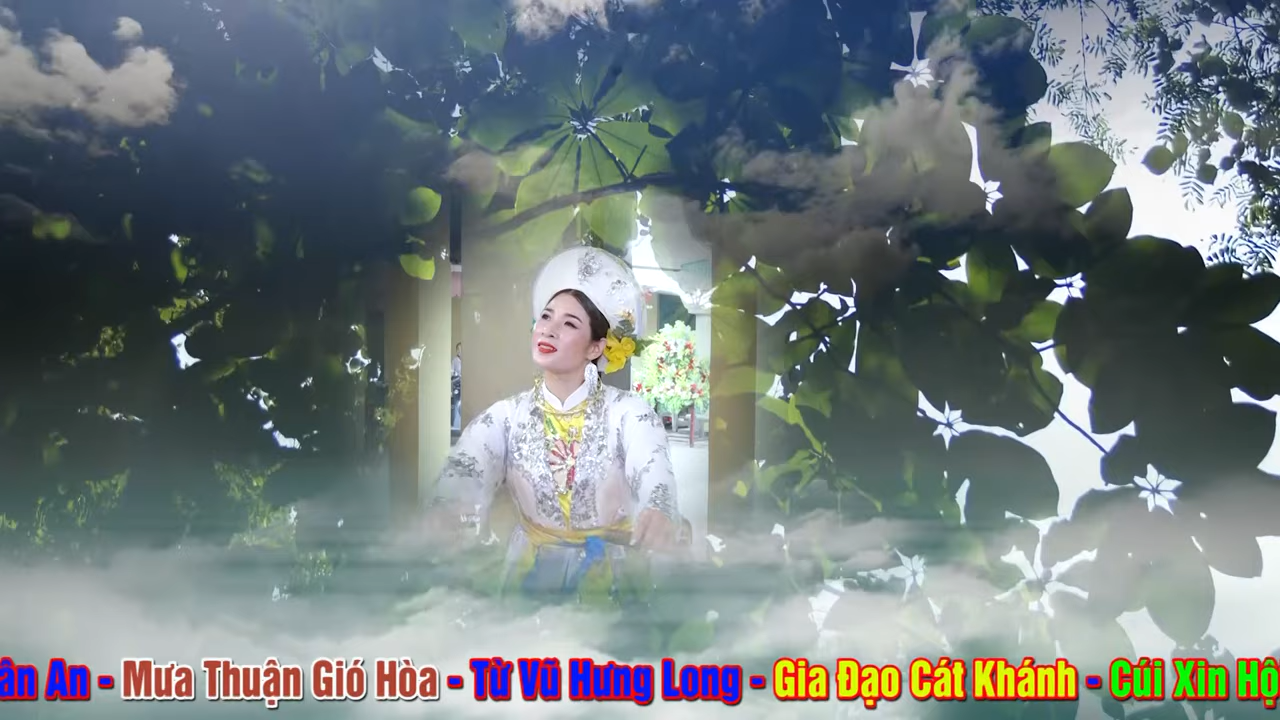 ân An - Mưa Thuận Gió Hòa - Từ Vũ Hưng Long - Gia Đạo Cát Khánh - Cúi Xin Hộ